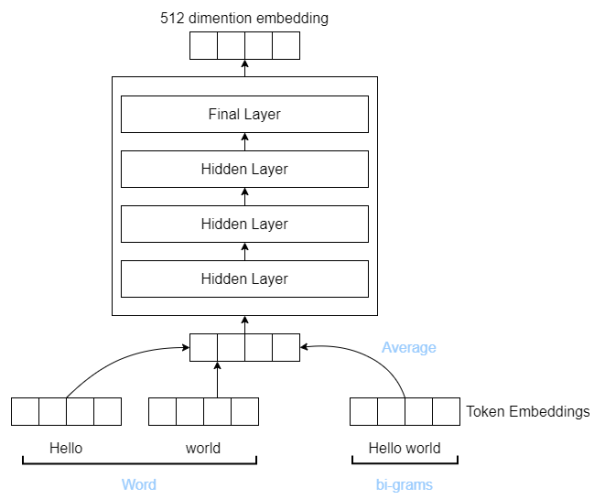 512 dimention embedding
Final Layer
Hidden Layer
Hidden Layer
Hidden Layer
Average
Token Embeddings
Hello world Hello world
Word bi-grams